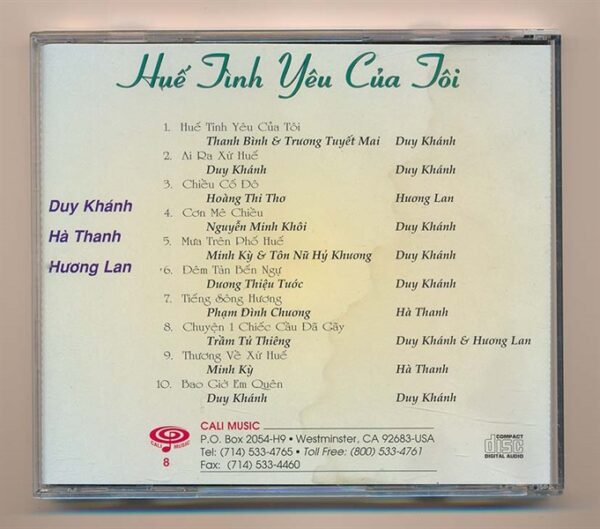 Huế Tình Yêu Của Tôi
Duy Khánh
Hà Thanh
Hương Lan
1. Huế Tình Yêu Của Tôi
Thanh Bình & Trương Tuyết Mai Duy Khánh
2. Ai Ra Xứ Huế
Duy Khánh Duy Khánh
3. Chiều Cố Đô
Hoàng Thi Thơ Hương Lan
4. Cơn Mê Chiều
Nguyễn Minh Khôi Duy Khánh
5. Mưa Trên Phố Huế
Minh Kỳ & Tôn Nữ Hỷ Khương Duy Khánh
6. Đêm Tàn Bến Ngự
Dương Thiệu Tước Duy Khánh
7. Tiếng Sông Hương
Phạm Đình Chương Hà Thanh
8. Chuyện 1 Chiếc Cầu Đã Gãy
Trầm Tử Thiêng Duy Khánh & Hương Lan
9. Thương Về Xứ Huế
Minh Kỳ Hà Thanh
10. Bao Giờ Em Quên
Duy Khánh Duy Khánh
CALI MUSIC
8
CALI MUSIC
P.O. Box 2054-H9 • Westminster, CA 92683-USA
Tel: (714) 533-4765 • Toll Free: (800) 533-4761
Fax: (714) 533-4460
COMPACT
disc
DIGITAL AUDIO